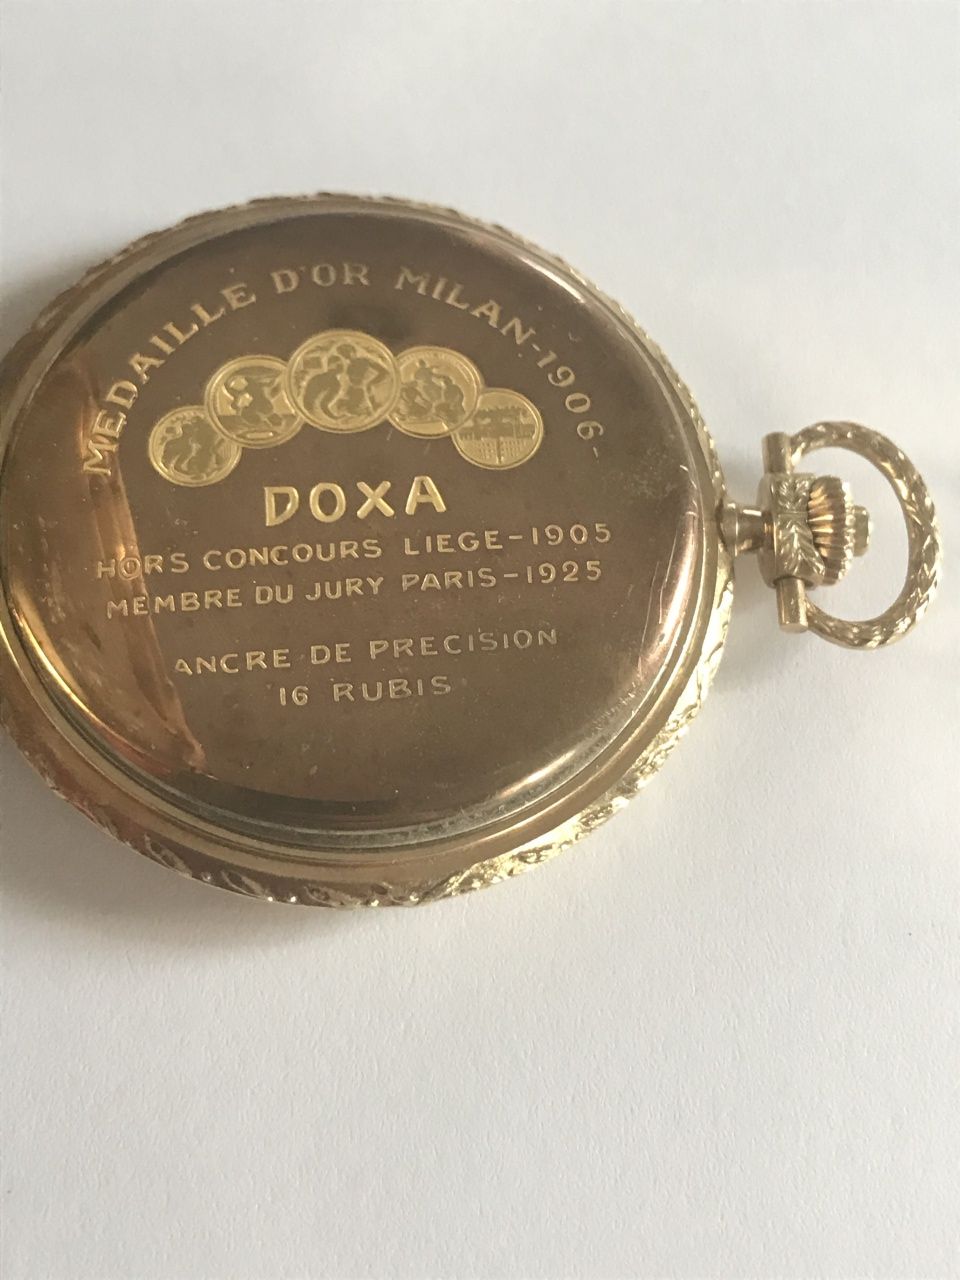 MEDAILLE D'OR MILAN-1906-
DOXA
HORS CONCOURS LIEGE-1905
MEMBRE DU JURY PARIS-1925
ANCRE DE PRECISION
16 RUBIS